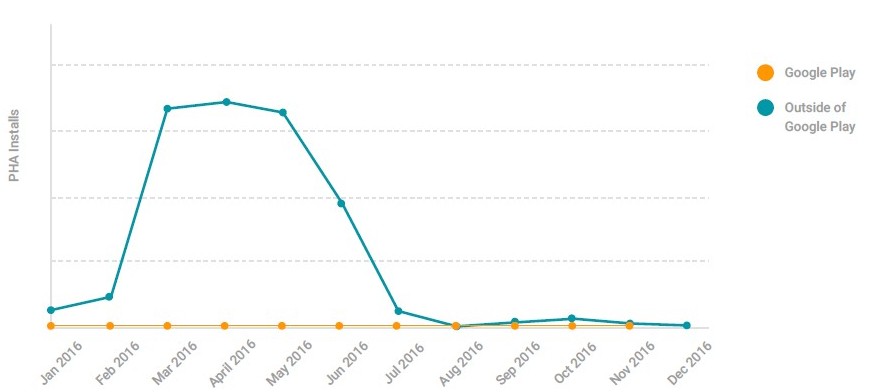 PHA Installs
Google Play
Outside of
Google Play
Jan 2016
Feb 2016
Mar 2016
April 2016
May 2016
Jun 2016
Jul 2016
Aug 2016
Sep 2016
Oct 2016
Nov 2016
Dec 2016